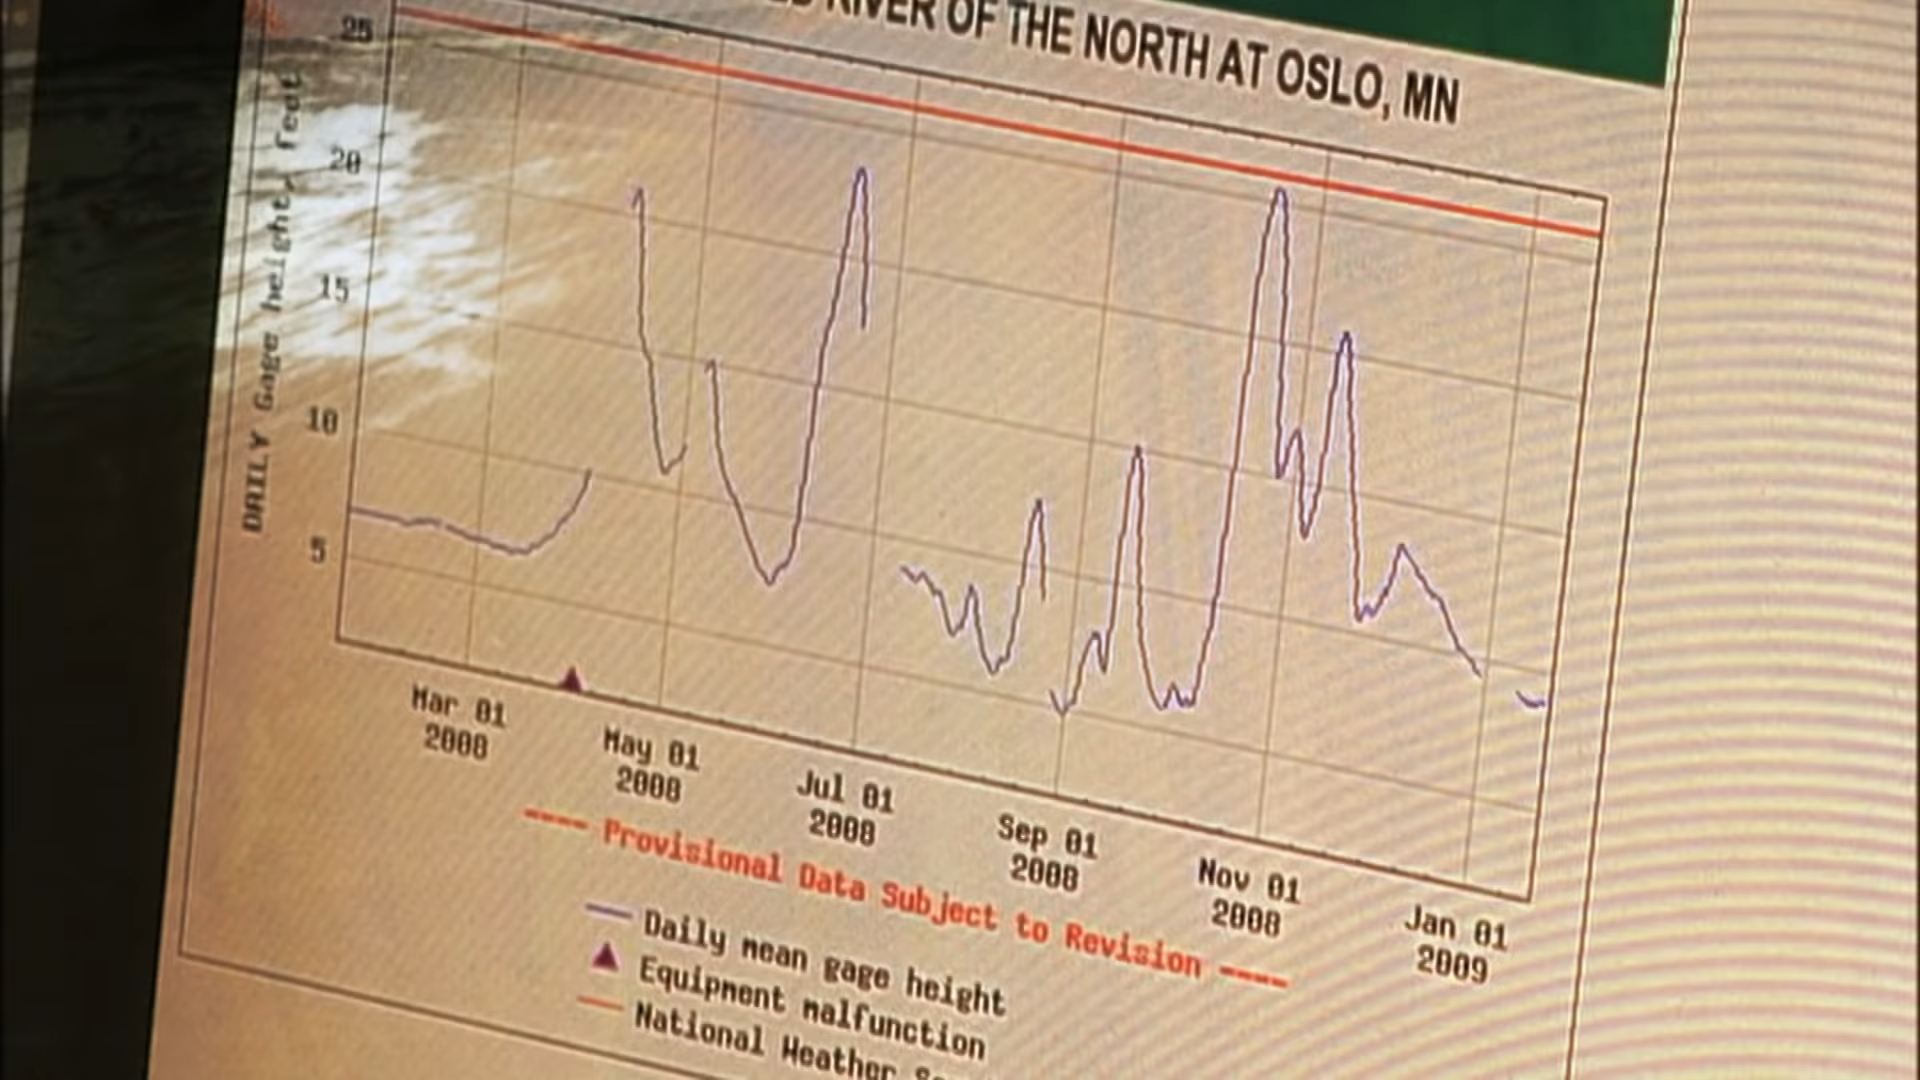 RIVER OF THE NORTH AT OSLO, MN
25
20
15
10
5
DAILY Gage height, feet
Mar 01
2008
May 01
2008
Jul 01
2008
Sep 01
2008
Nov 01
2008
Jan 01
2009
---- Provisional Data Subject to Revision ----
Daily mean gage height
Equipment malfunction
National Weather